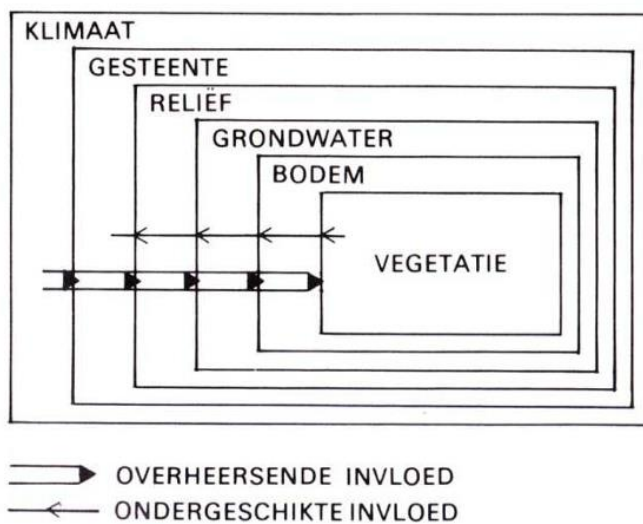 KLIMAAT
GESTEENTE
RELIËF
GRONDWATER
BODEM
VEGETATIE
OVERHEERSENDE INVLOED
ONDERGESCHIKTE INVLOED